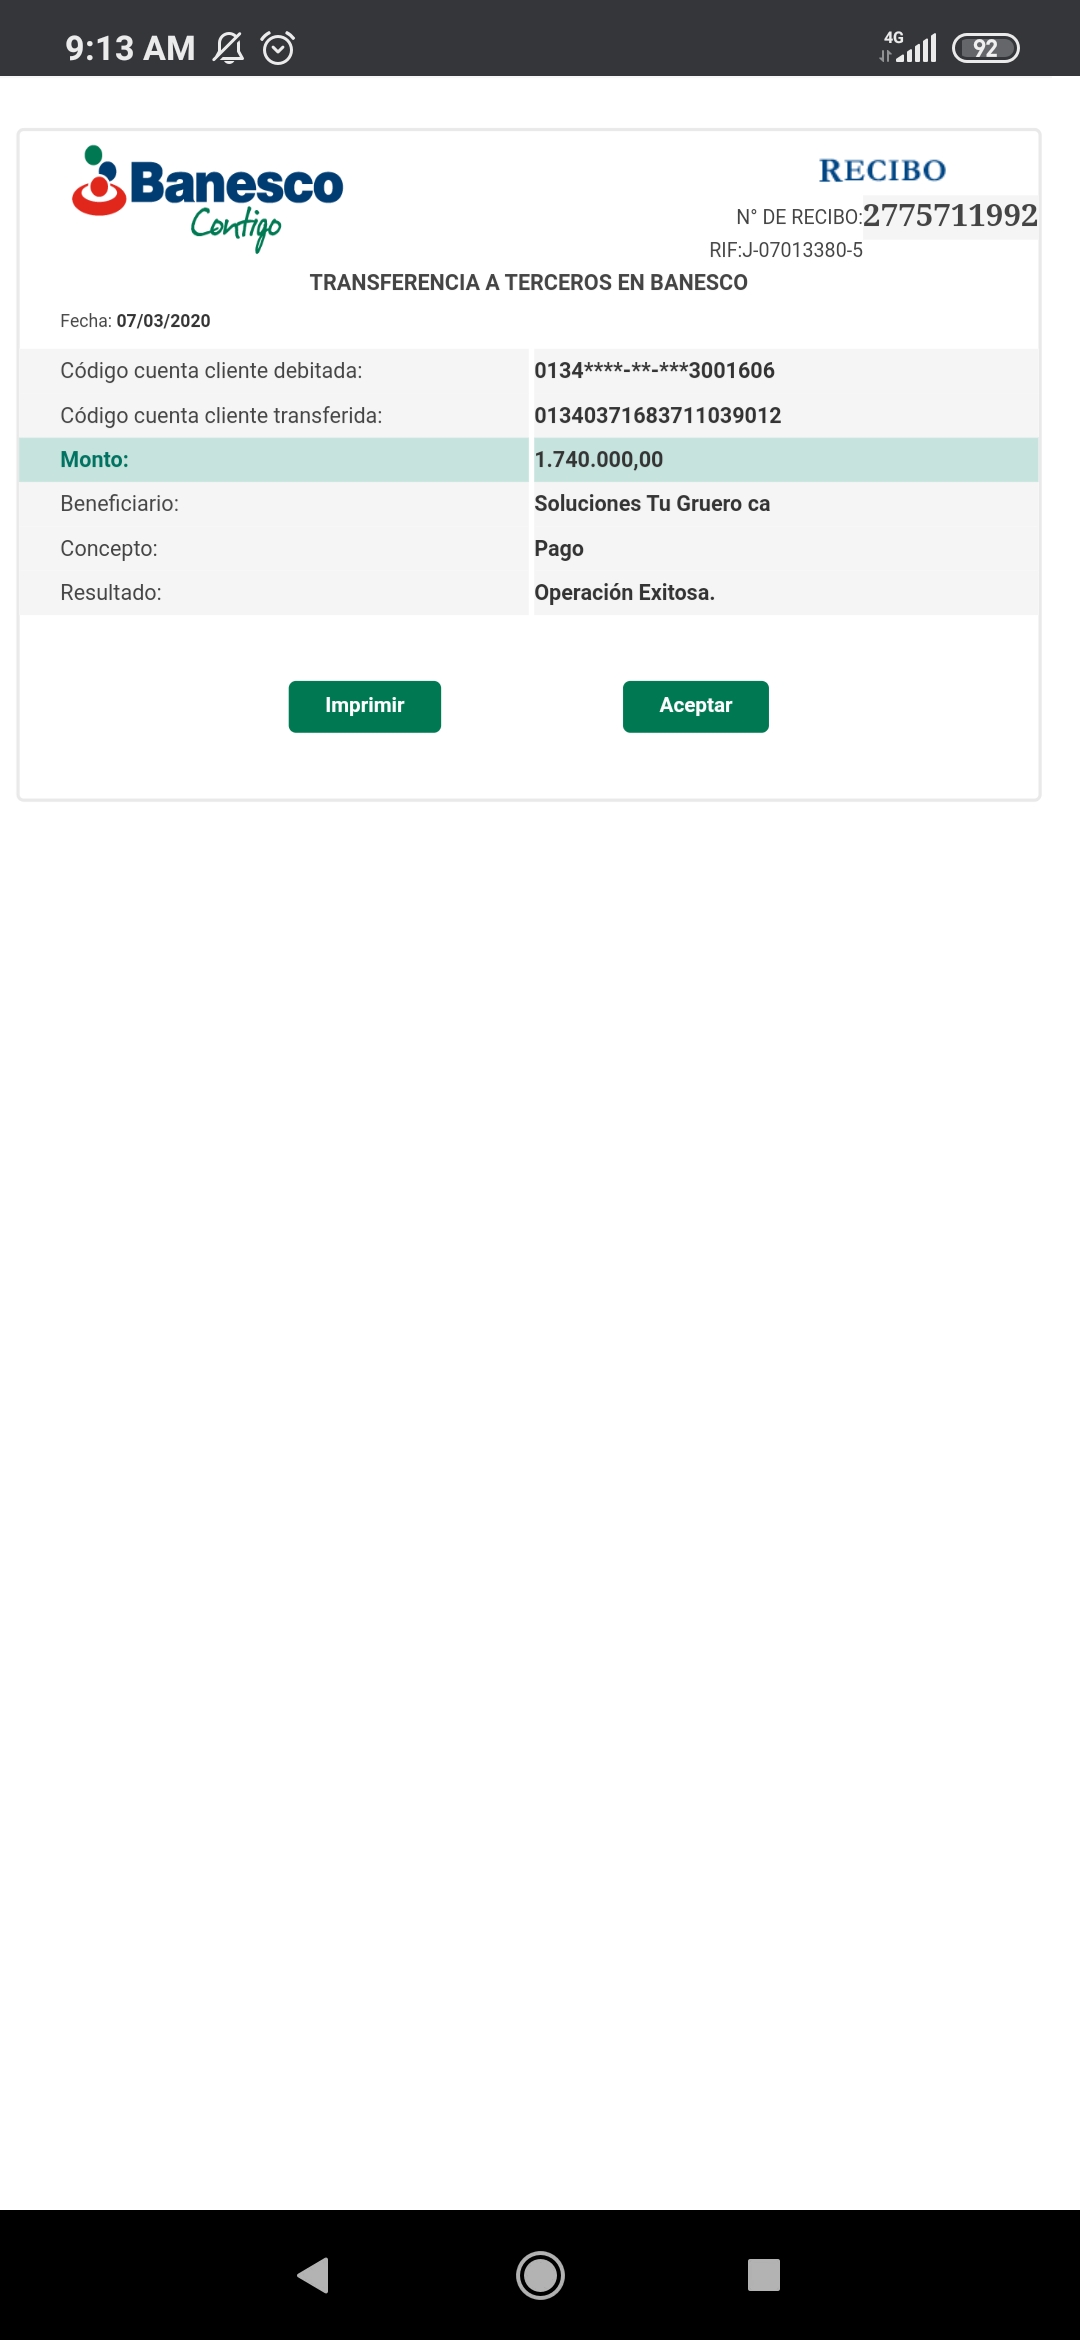 9:13 AM 4G 92
Banesco
Contigo
RECIBO
N° DE RECIBO:2775711992
RIF:J-07013380-5
TRANSFERENCIA A TERCEROS EN BANESCO
Fecha: 07/03/2020
Código cuenta cliente debitada: 0134****-**-***3001606
Código cuenta cliente transferida: 01340371683711039012
Monto: 1.740.000,00
Beneficiario: Soluciones Tu Gruero ca
Concepto: Pago
Resultado: Operación Exitosa.
Imprimir Aceptar